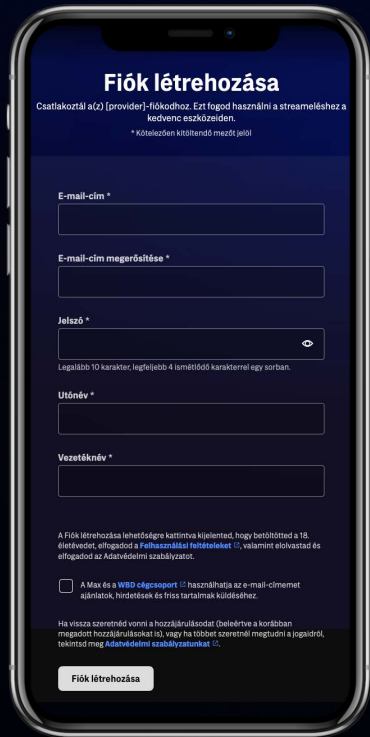 Fiók létrehozása
Csatlakoztál a(z) [provider]-fiókodhoz. Ezt fogod használni a streameléshez a
kedvenc eszközeiden.
* Kötelezően kitöltendő mezőt jelöl
E-mail-cím *
E-mail-cím megerősítése *
Jelszó *
Legalább 10 karakter, legfeljebb 4 ismétlődő karakterrel egy sorban.
Utónév *
Vezetéknév *
A Fiók létrehozása lehetőségre kattintva kijelented, hogy betöltötted a 18.
életévedet, elfogadod a Felhasználási feltételeket, valamint elolvastad és
elfogadod az Adatvédelmi szabályzatot.
A Max és a WBD cégcsoport használhatja az e-mail-címemet
ajánlatok, hirdetések és friss tartalmak küldéséhez.
Ha vissza szeretnéd vonni a hozzájárulásodat (beleértve a korábban
megadott hozzájárulásokat is), vagy ha többet szeretnél megtudni a jogaidról,
tekintsd meg Adatvédelmi szabályzatunkat.
Fiók létrehozása